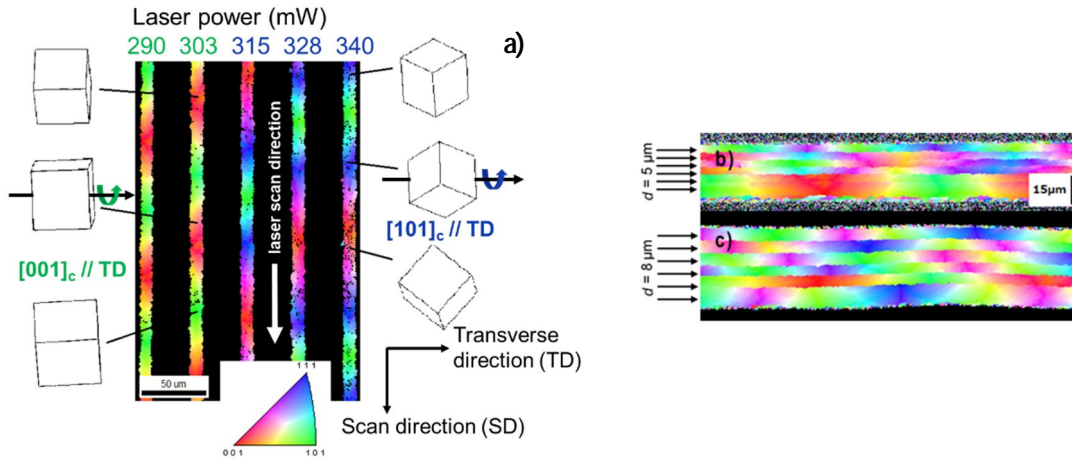 Laser power (mW)
290 303 315 328 340
a)
laser scan direction
[001]c // TD
[101]c // TD
50 um
1 1 1
0 0 1
1 0 1
Transverse
direction (TD)
Scan direction (SD)
d = 5 μm
b)
15μm
d = 8 μm
c)